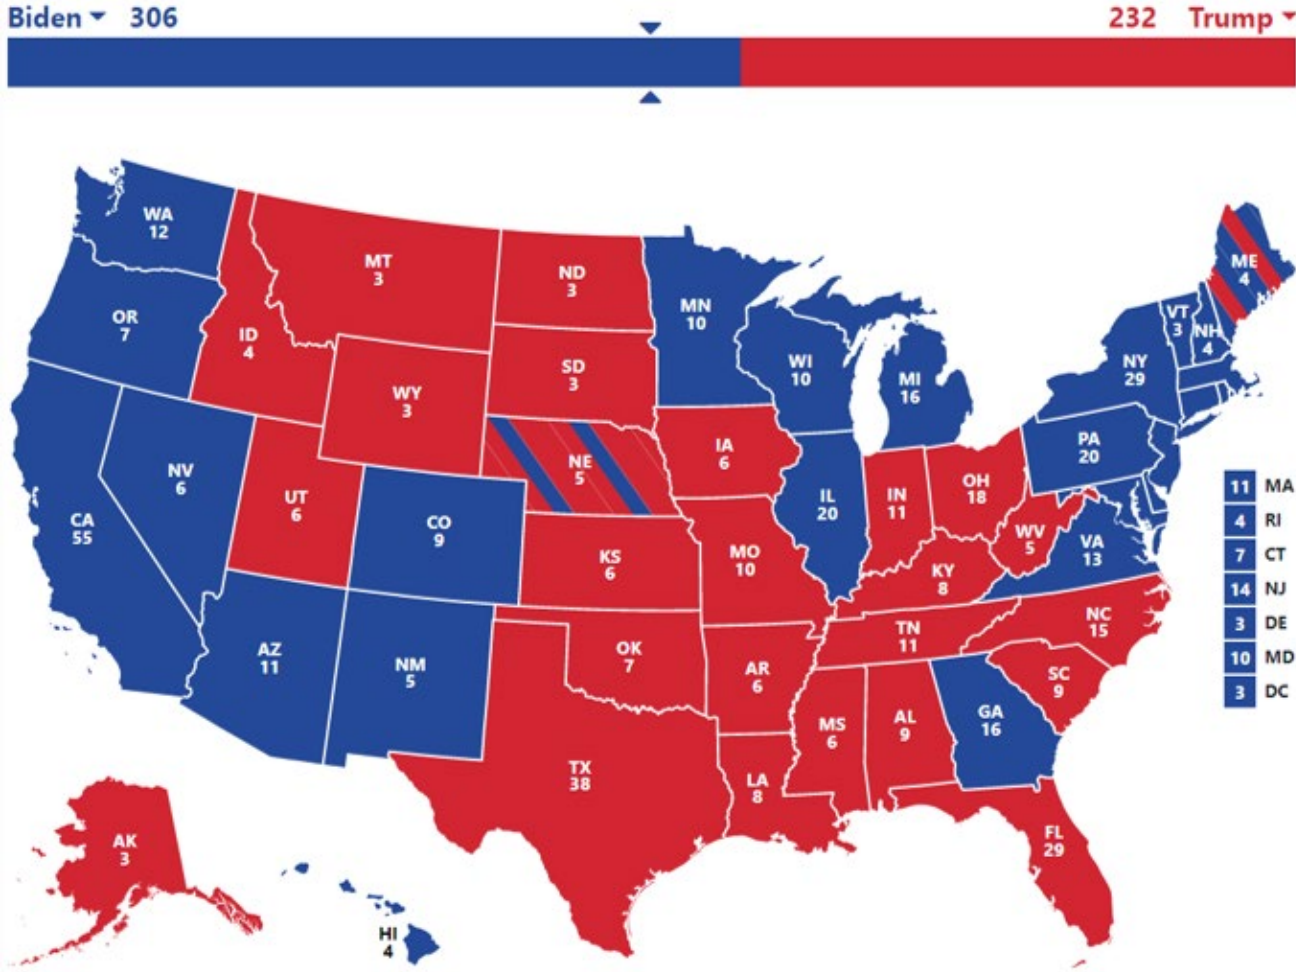 Biden 306
232 Trump
WA
12
MT
3
ND
3
MN
10
ME
4
VT
3
NH
4
OR
7
ID
4
SD
3
WI
10
MI
16
NY
29
WY
3
IA
6
PA
20
NE
5
NV
6
UT
6
CO
9
IL
20
IN
11
OH
18
WV
5
VA
13
CA
55
KS
6
MO
10
KY
8
NC
15
TN
11
AZ
11
NM
5
OK
7
AR
6
SC
9
MS
6
AL
9
GA
16
TX
38
LA
8
FL
29
AK
3
HI
4
11 MA
4 RI
7 CT
14 NJ
3 DE
10 MD
3 DC